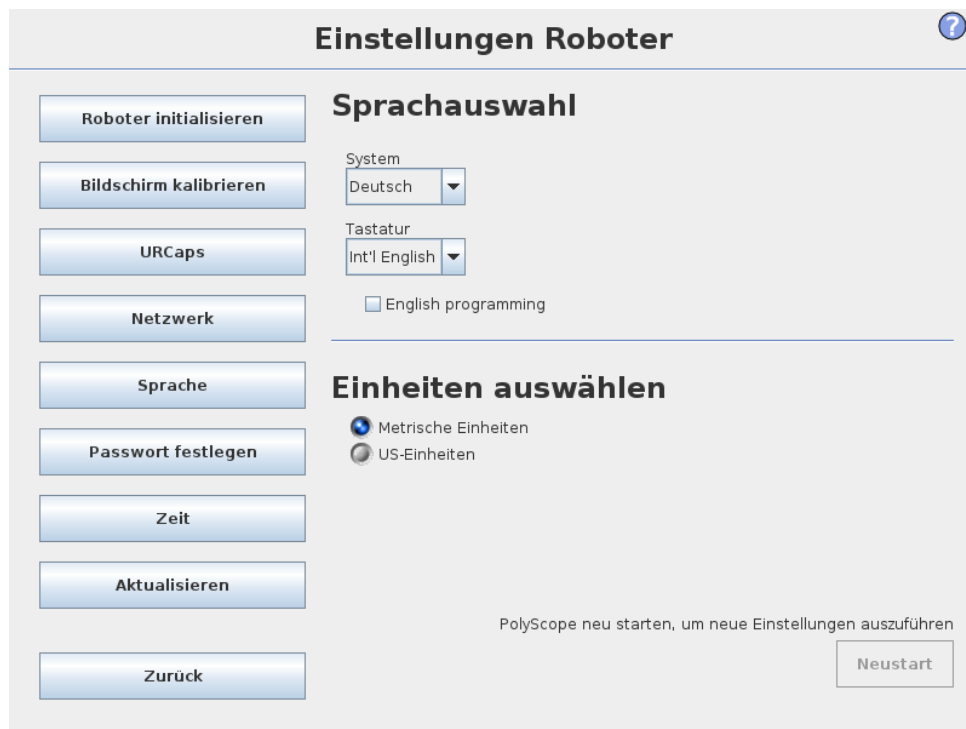 Einstellungen Roboter
?
Roboter initialisieren
Bildschirm kalibrieren
URCaps
Netzwerk
Sprache
Passwort festlegen
Zeit
Aktualisieren
Zurück
Sprachauswahl
System
Deutsch
Tastatur
Int'l English
English programming
Einheiten auswählen
Metrische Einheiten
US-Einheiten
PolyScope neu starten, um neue Einstellungen auszuführen
Neustart